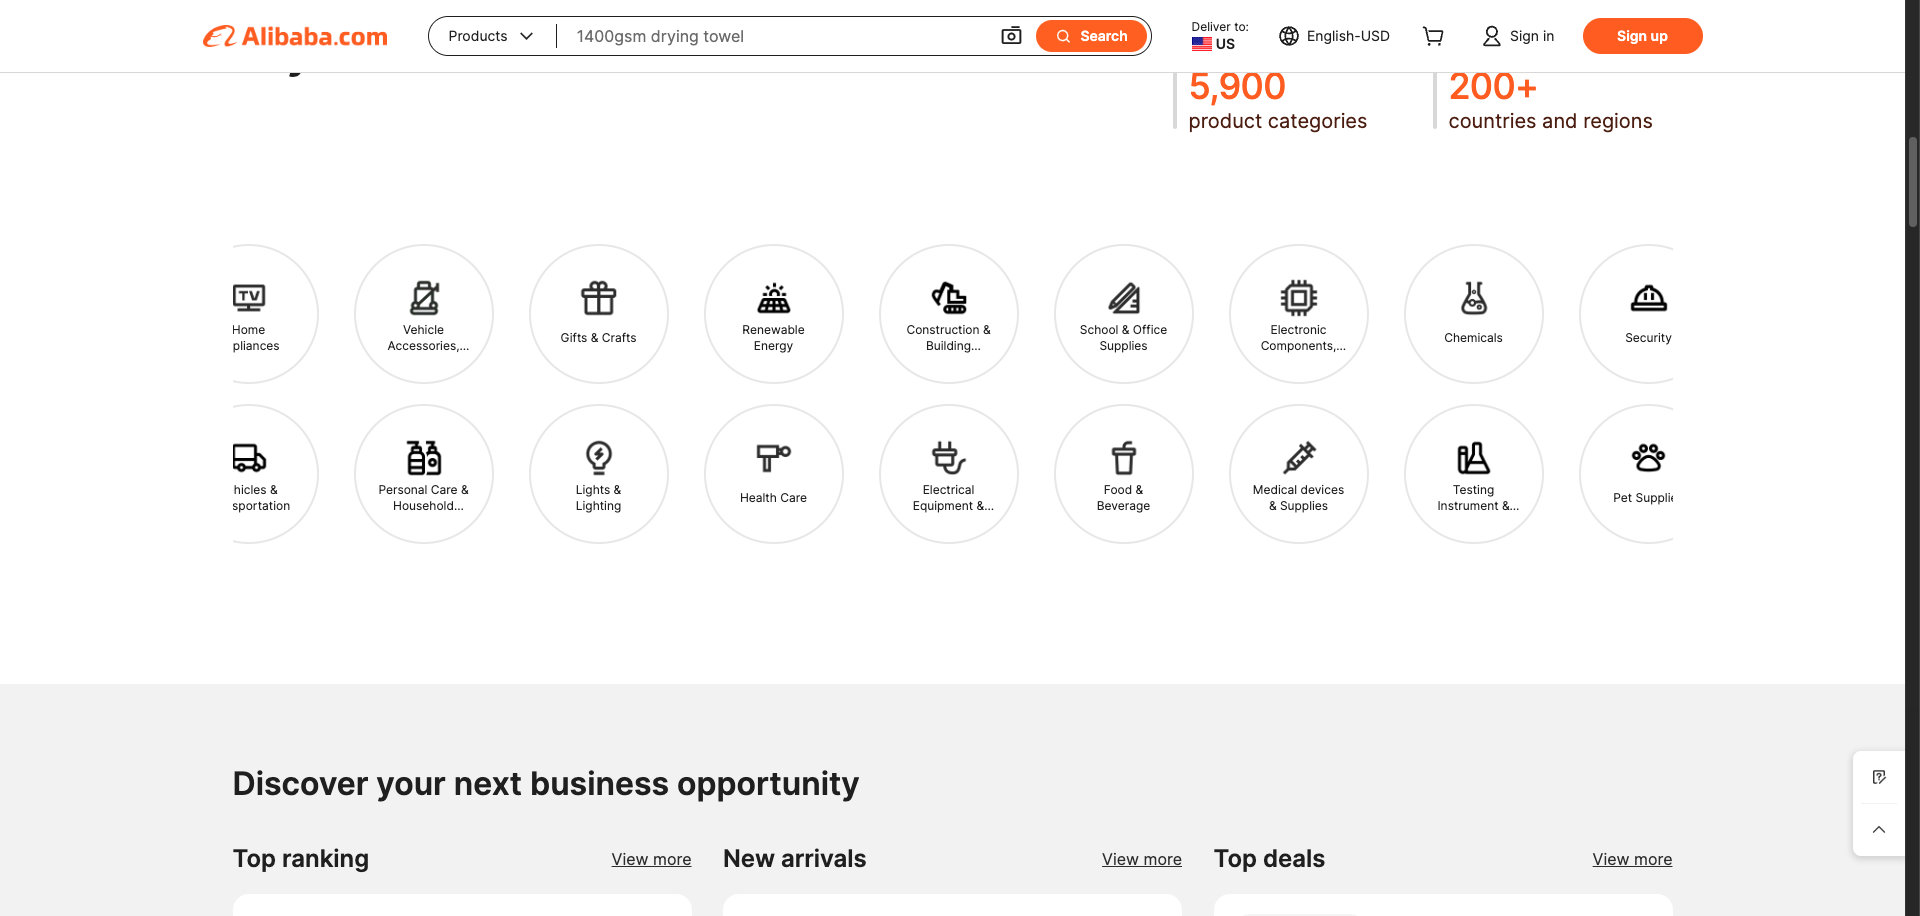 Alibaba.com
Products
1400gsm drying towel
Search
Deliver to:
US
English-USD
Sign in
Sign up
5,900
product categories
200+
countries and regions
TV
Home
pliances
Vehicle
Accessories,...
Gifts & Crafts
Renewable
Energy
Construction &
Building...
School & Office
Supplies
Electronic
Components,...
Chemicals
Security
hicles &
sportation
Personal Care &
Household...
Lights &
Lighting
Health Care
Electrical
Equipment &...
Food &
Beverage
Medical devices
& Supplies
Testing
Instrument &...
Pet Supplie
Discover your next business opportunity
Top ranking
View more
New arrivals
View more
Top deals
View more